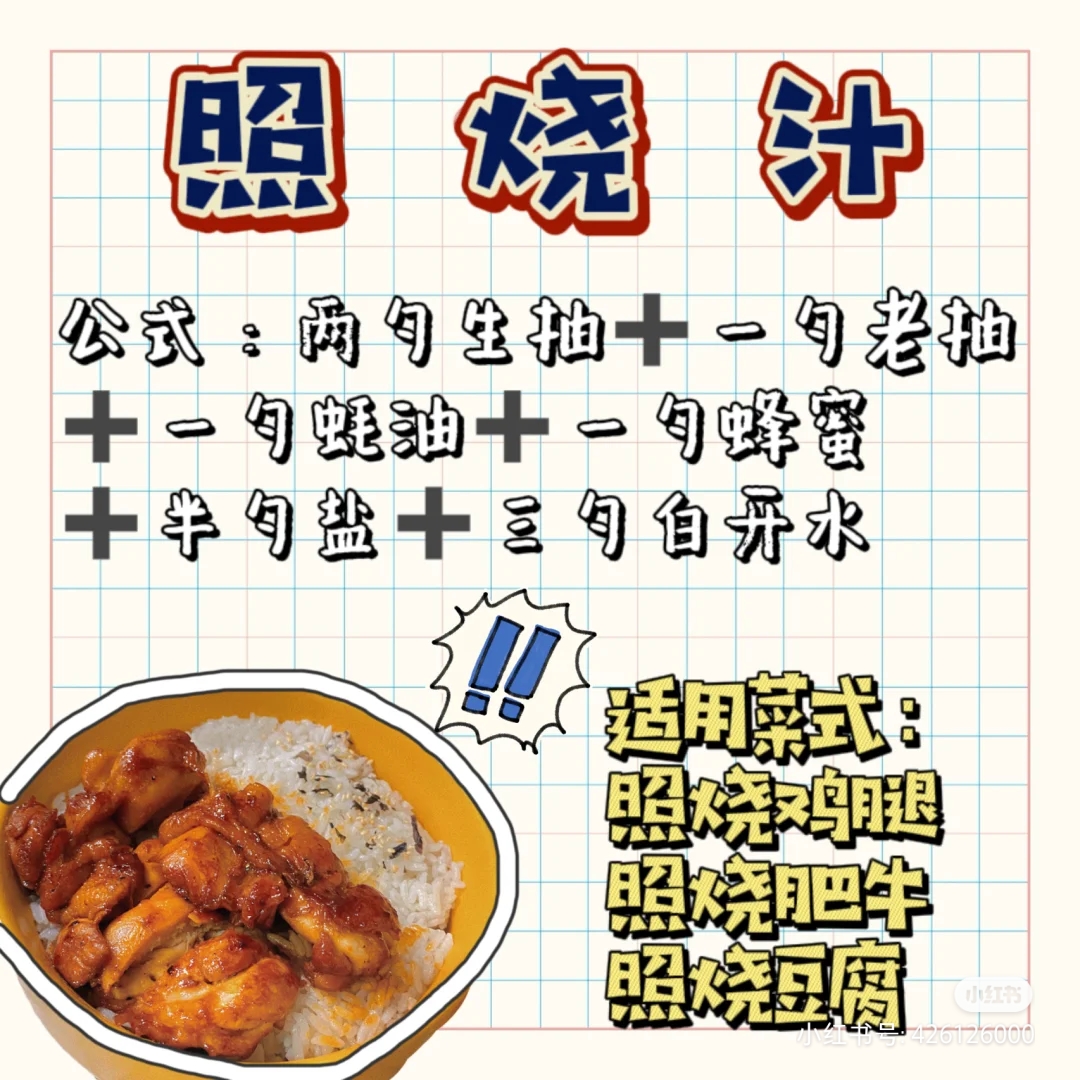 照烧汁
公式：两勺生抽➕一勺老抽
➕一勺蚝油➕一勺蜂蜜
➕半勺盐➕三勺白开水
!!
适用菜式：
照烧鸡腿
照烧肥牛
照烧豆腐
小红书
小红书号: 426126000